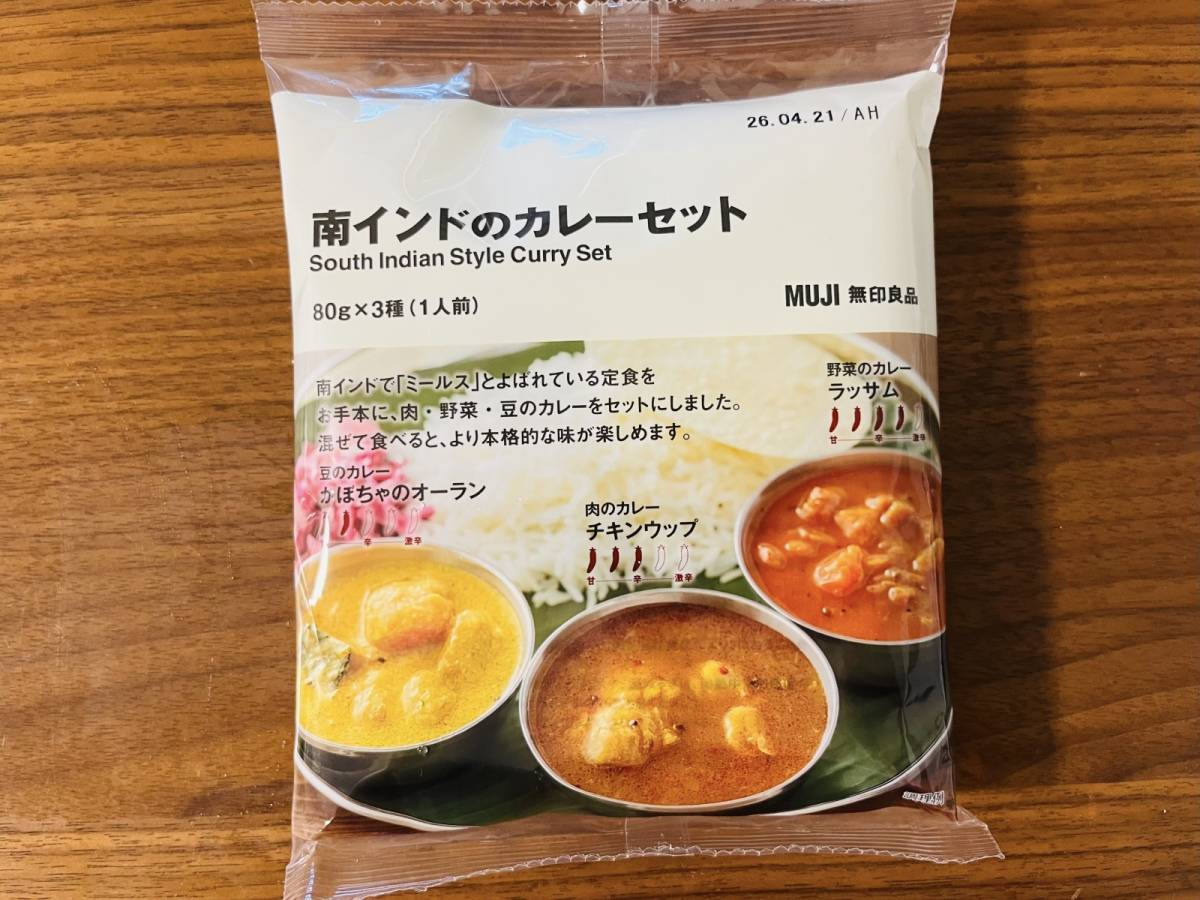 26.04.21/AH
南インドのカレーセット
South Indian Style Curry Set
80g×3種(1人前)
MUJI 無印良品
南インドで「ミールス」とよばれている定食を
お手本に、肉・野菜・豆のカレーをセットにしました。
混ぜて食べると、より本格的な味が楽しめます。
野菜のカレー
ラッサム
甘 辛 激辛
豆のカレー
かぼちゃのオーラン
辛 激辛
肉のカレー
チキンウップ
甘 辛 激辛
調理例